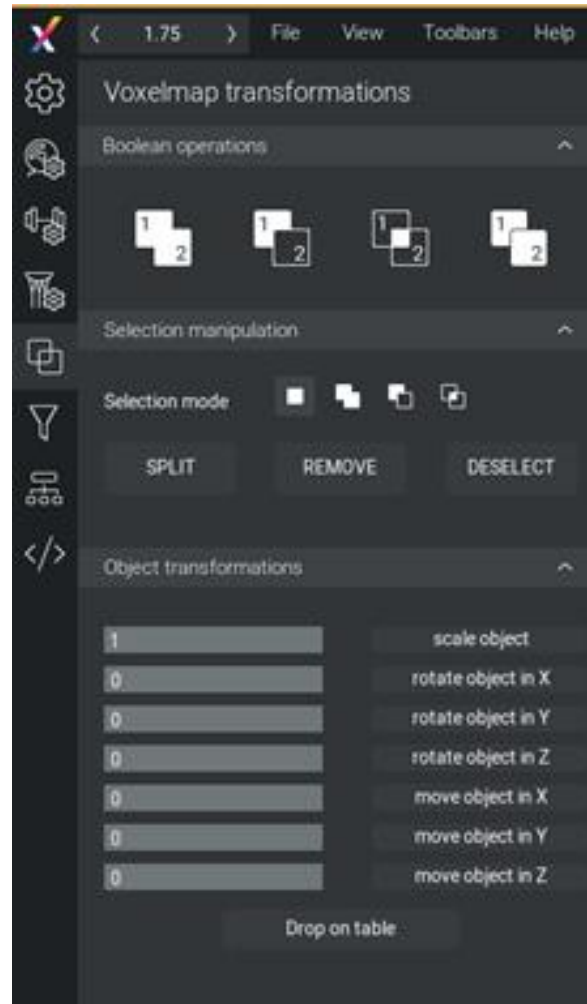 < 1.75 > File View Toolbars Help
Voxelmap transformations
Boolean operations
1 2 1 2 1 2 1 2
Selection manipulation
Selection mode
SPLIT REMOVE DESELECT
</>
Object transformations
1 scale object
0 rotate object in X
0 rotate object in Y
0 rotate object in Z
0 move object in X
0 move object in Y
0 move object in Z
Drop on table